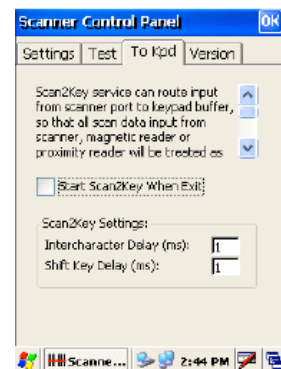 Scanner Control Panel OK
Settings Test To Kpd Version
Scan2Key service can route input
from scanner port to keypad buffer,
so that all scan data input from
scanner, magnetic reader or
proximity reader will be treated as
Start Scan2Key When Exit
Scan2Key Settings:
Intercharacter Delay (ms): 1
Shift Key Delay (ms): 1
Scanne... 2:44 PM